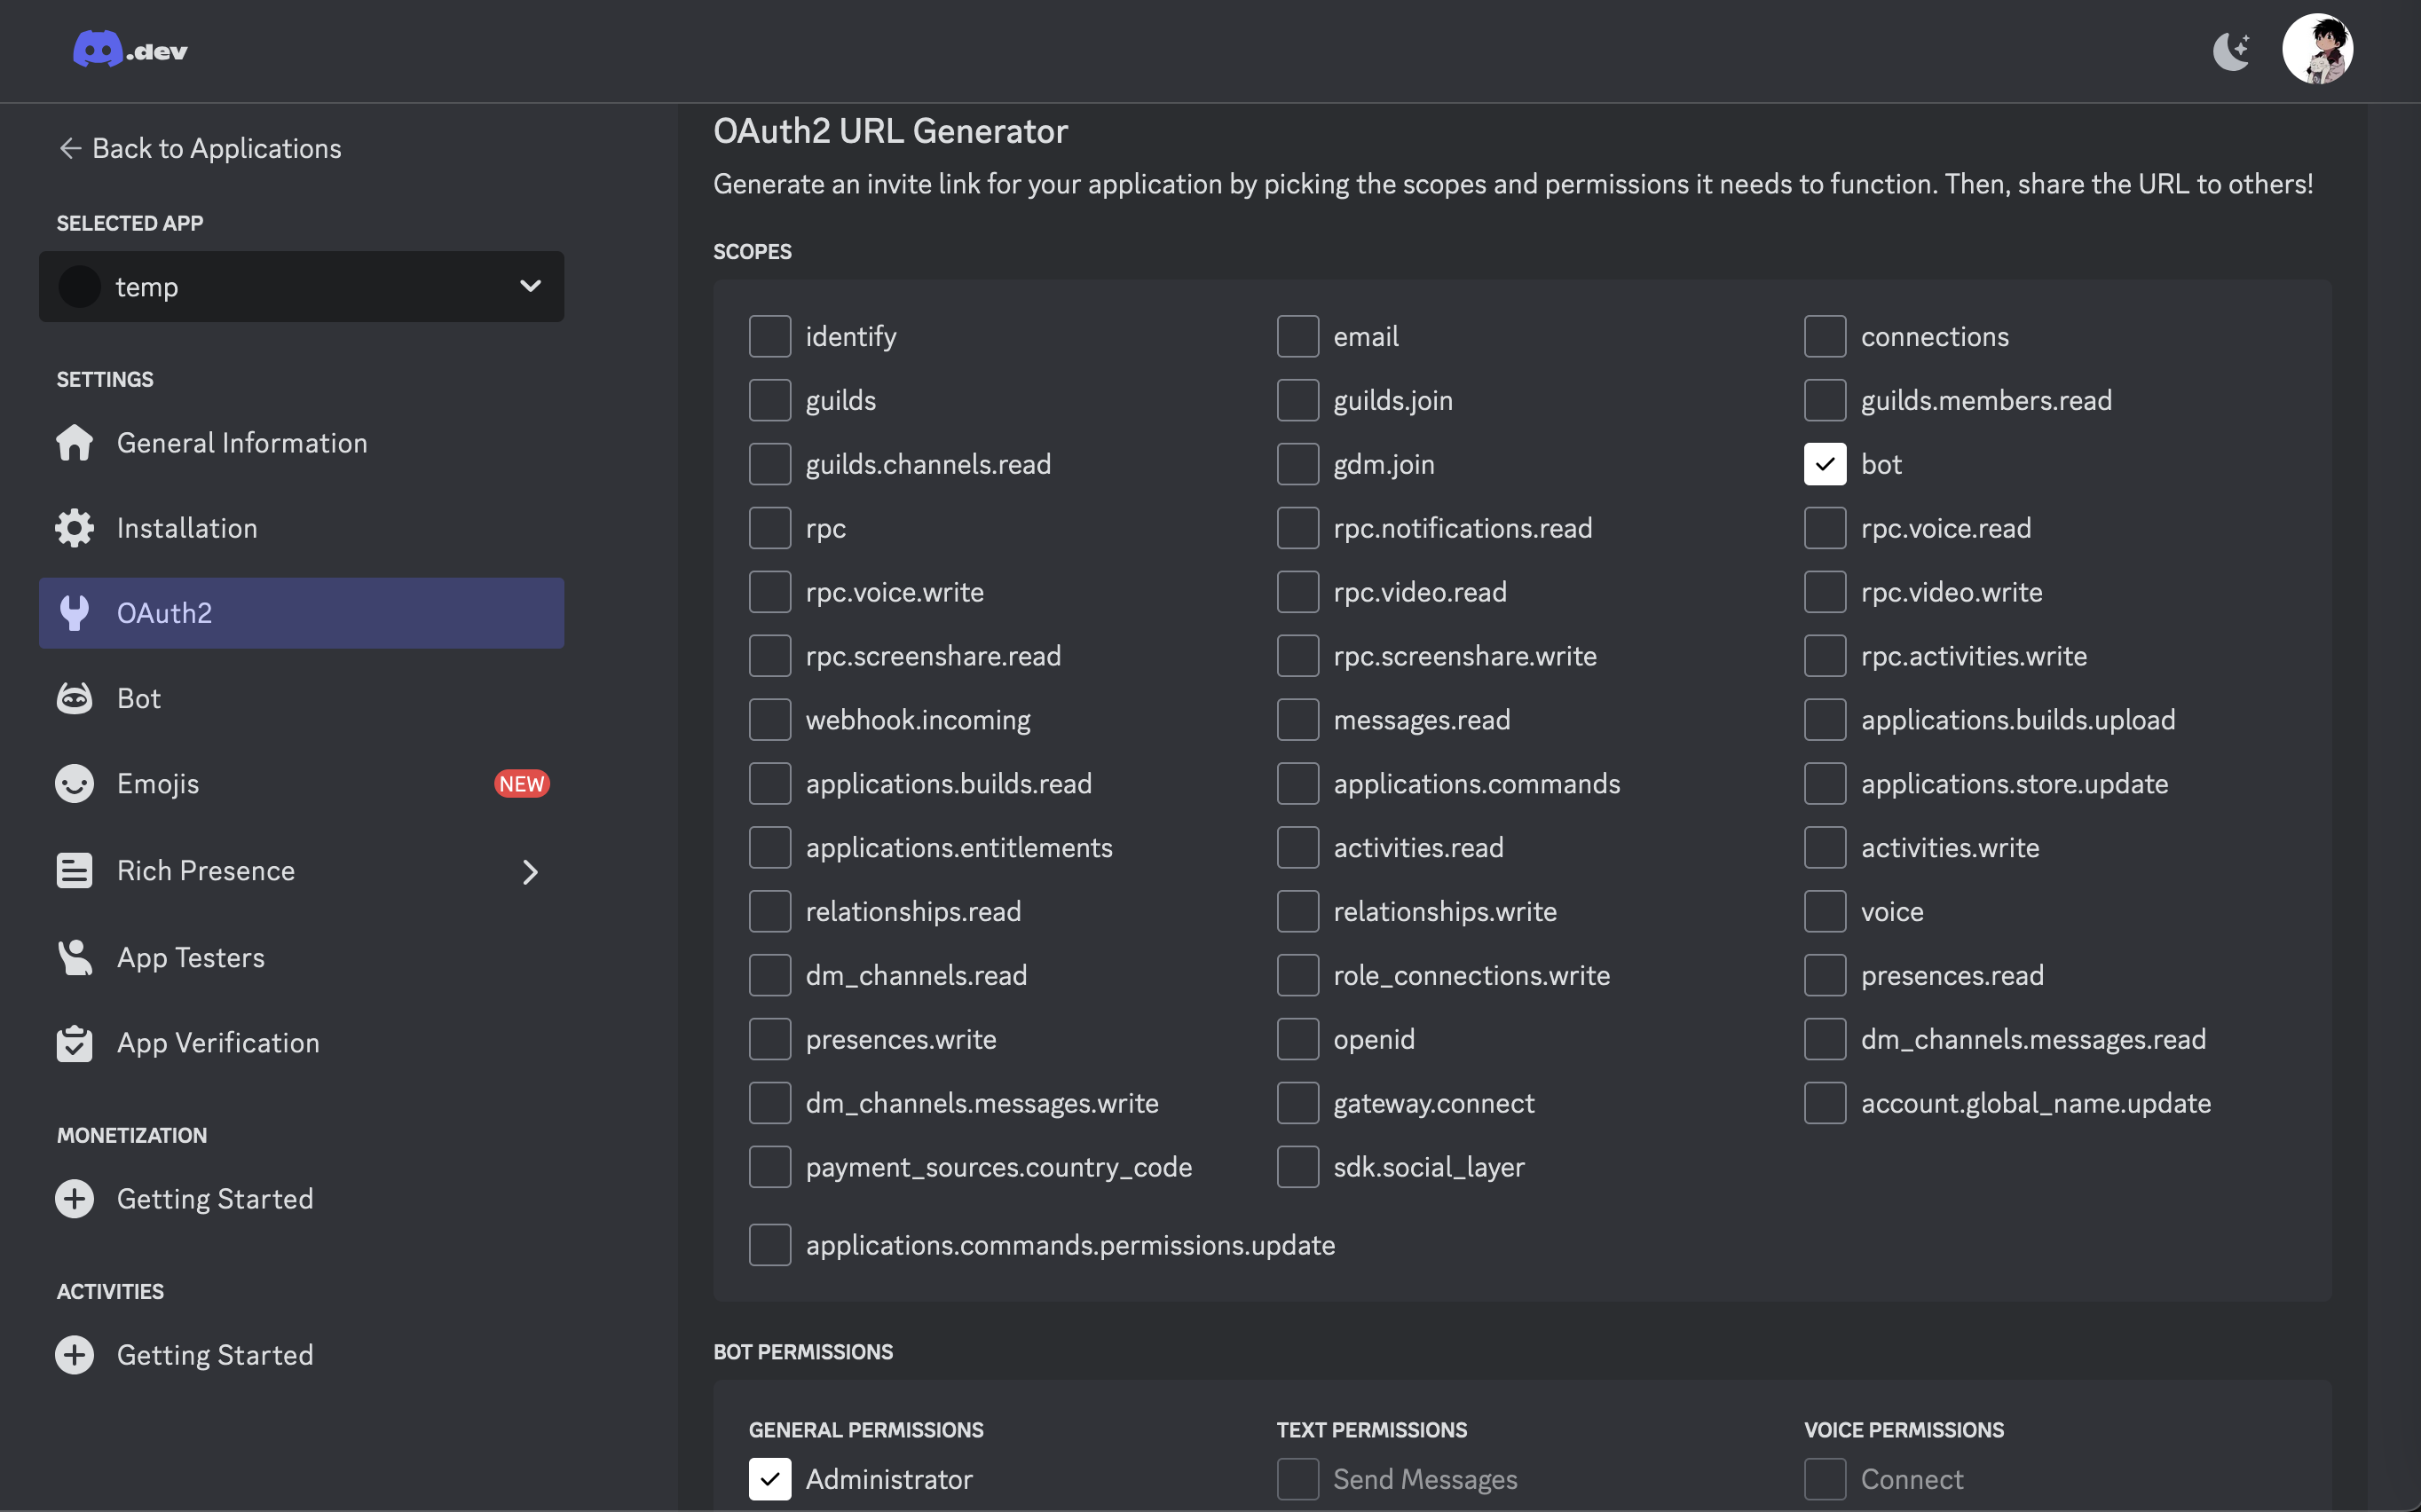 .dev
Back to Applications
SELECTED APP
temp
SETTINGS
General Information
Installation
OAuth2
Bot
Emojis NEW
Rich Presence
App Testers
App Verification
MONETIZATION
Getting Started
ACTIVITIES
Getting Started
OAuth2 URL Generator
Generate an invite link for your application by picking the scopes and permissions it needs to function. Then, share the URL to others!
SCOPES
identify email connections
guilds guilds.join guilds.members.read
guilds.channels.read gdm.join bot
rpc rpc.notifications.read rpc.voice.read
rpc.voice.write rpc.video.read rpc.video.write
rpc.screenshare.read rpc.screenshare.write rpc.activities.write
webhook.incoming messages.read applications.builds.upload
applications.builds.read applications.commands applications.store.update
applications.entitlements activities.read activities.write
relationships.read relationships.write voice
dm_channels.read role_connections.write presences.read
presences.write openid dm_channels.messages.read
dm_channels.messages.write gateway.connect account.global_name.update
payment_sources.country_code sdk.social_layer
applications.commands.permissions.update
BOT PERMISSIONS
GENERAL PERMISSIONS TEXT PERMISSIONS VOICE PERMISSIONS
Administrator Send Messages Connect